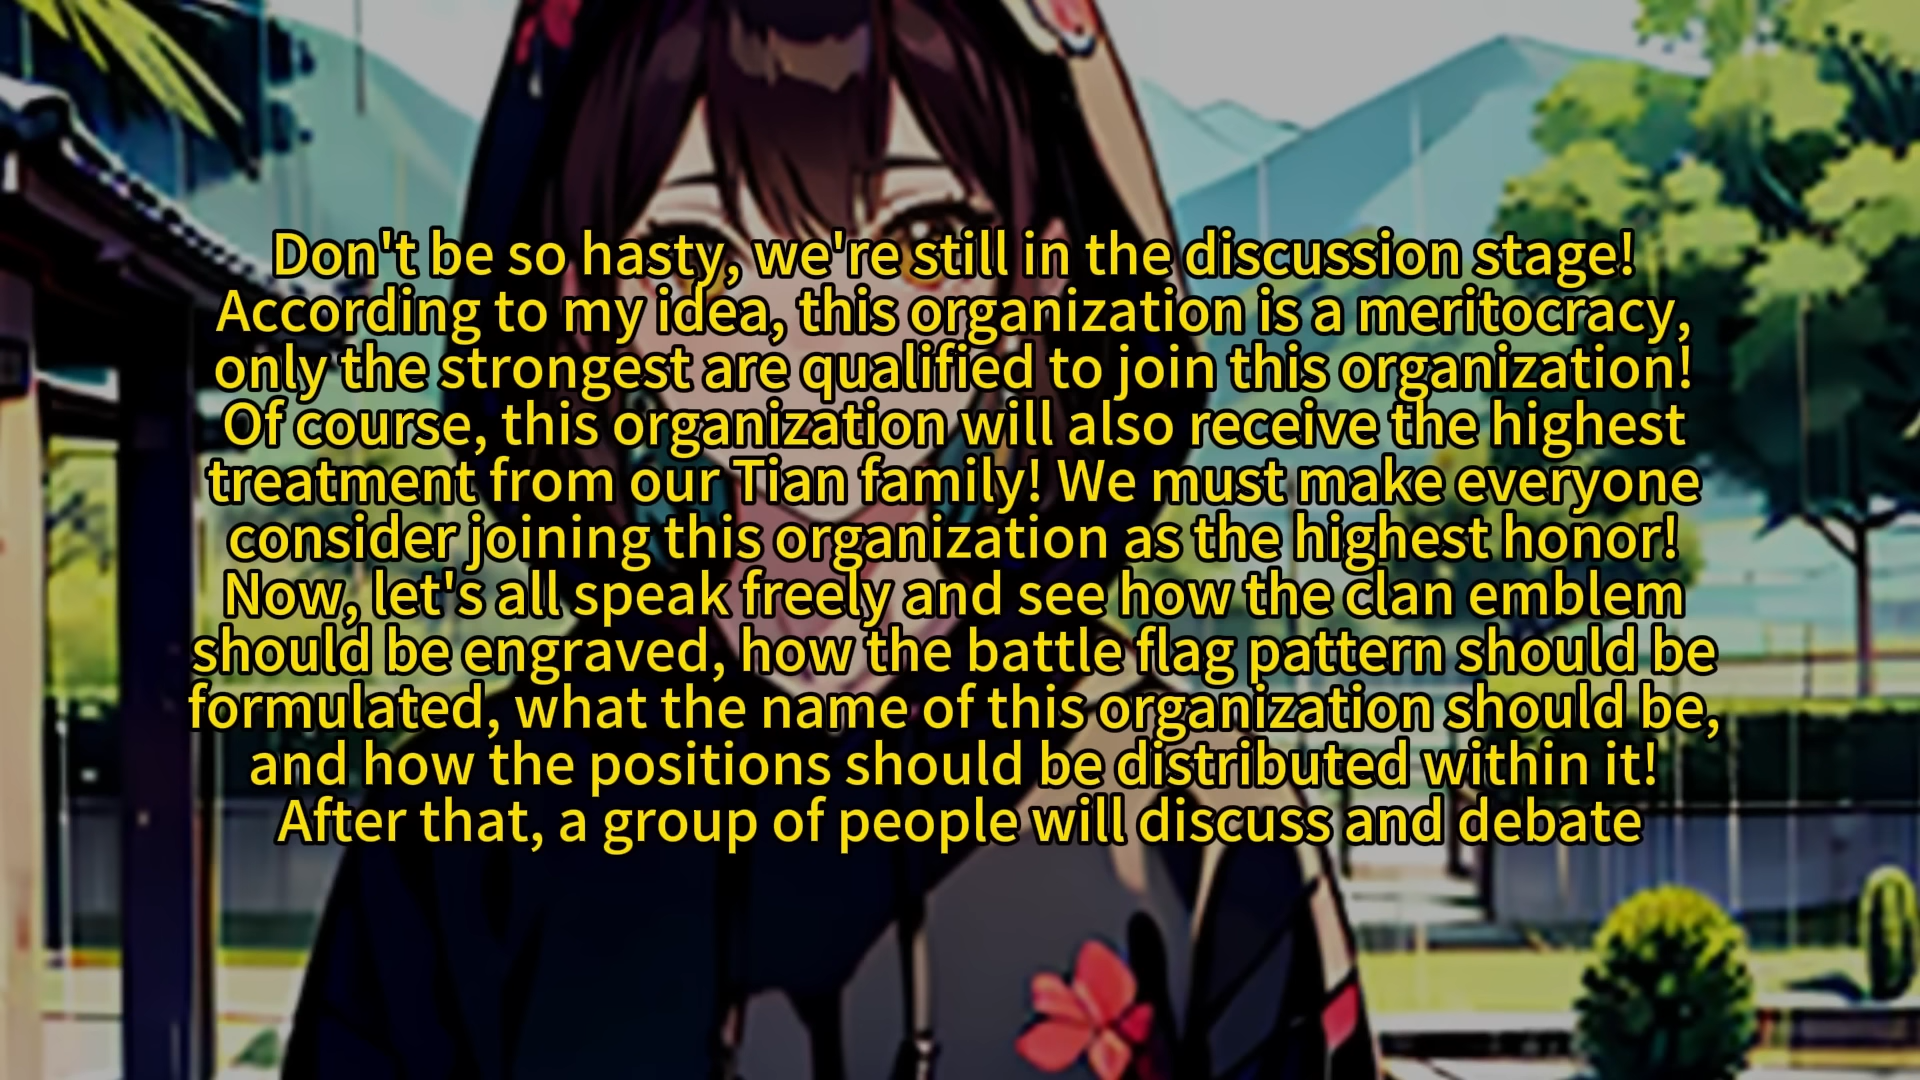 Don't be so hasty, we're still in the discussion stage!
According to my idea, this organization is a meritocracy,
only the strongest are qualified to join this organization!
Of course, this organization will also receive the highest
treatment from our Tian family! We must make everyone
consider joining this organization as the highest honor!
Now, let's all speak freely and see how the clan emblem
should be engraved, how the battle flag pattern should be
formulated, what the name of this organization should be,
and how the positions should be distributed within it!
After that, a group of people will discuss and debate